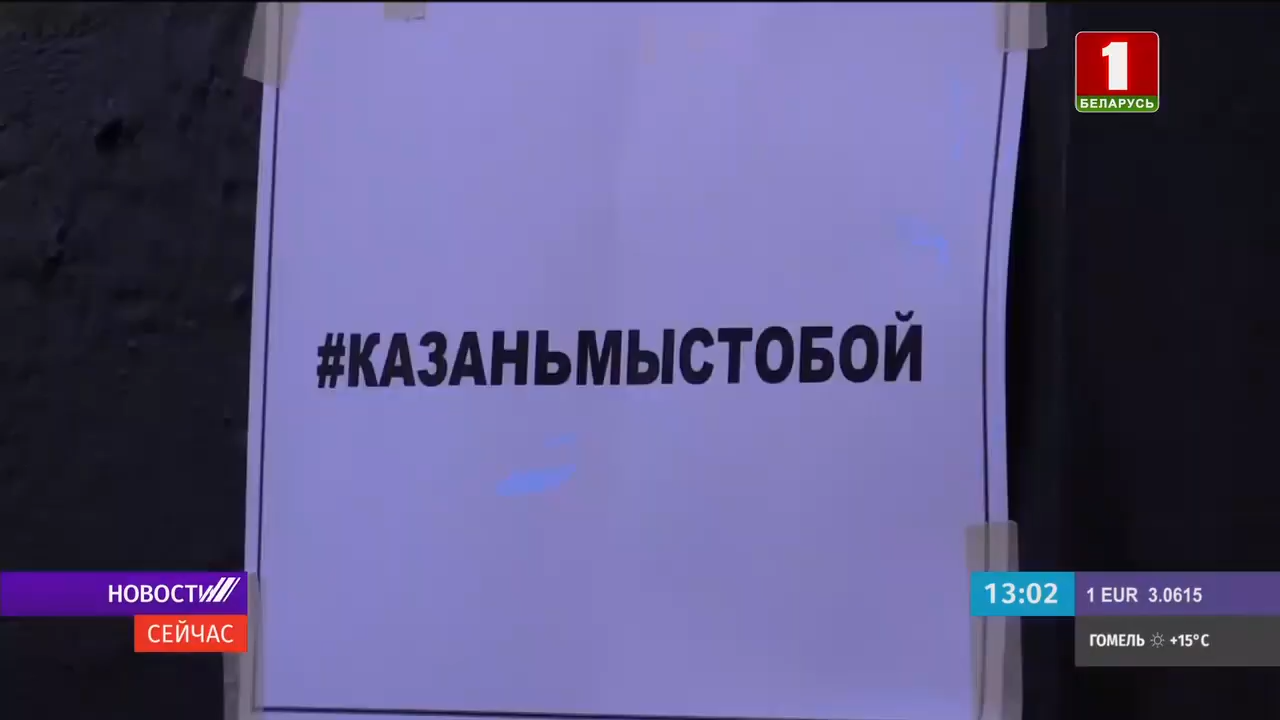 1
БЕЛАРУСЬ
#КАЗАНЬМЫСТОБОЙ
НОВОСТИ
СЕЙЧАС
13:02
1 EUR 3.0615
ГОМЕЛЬ +15°C